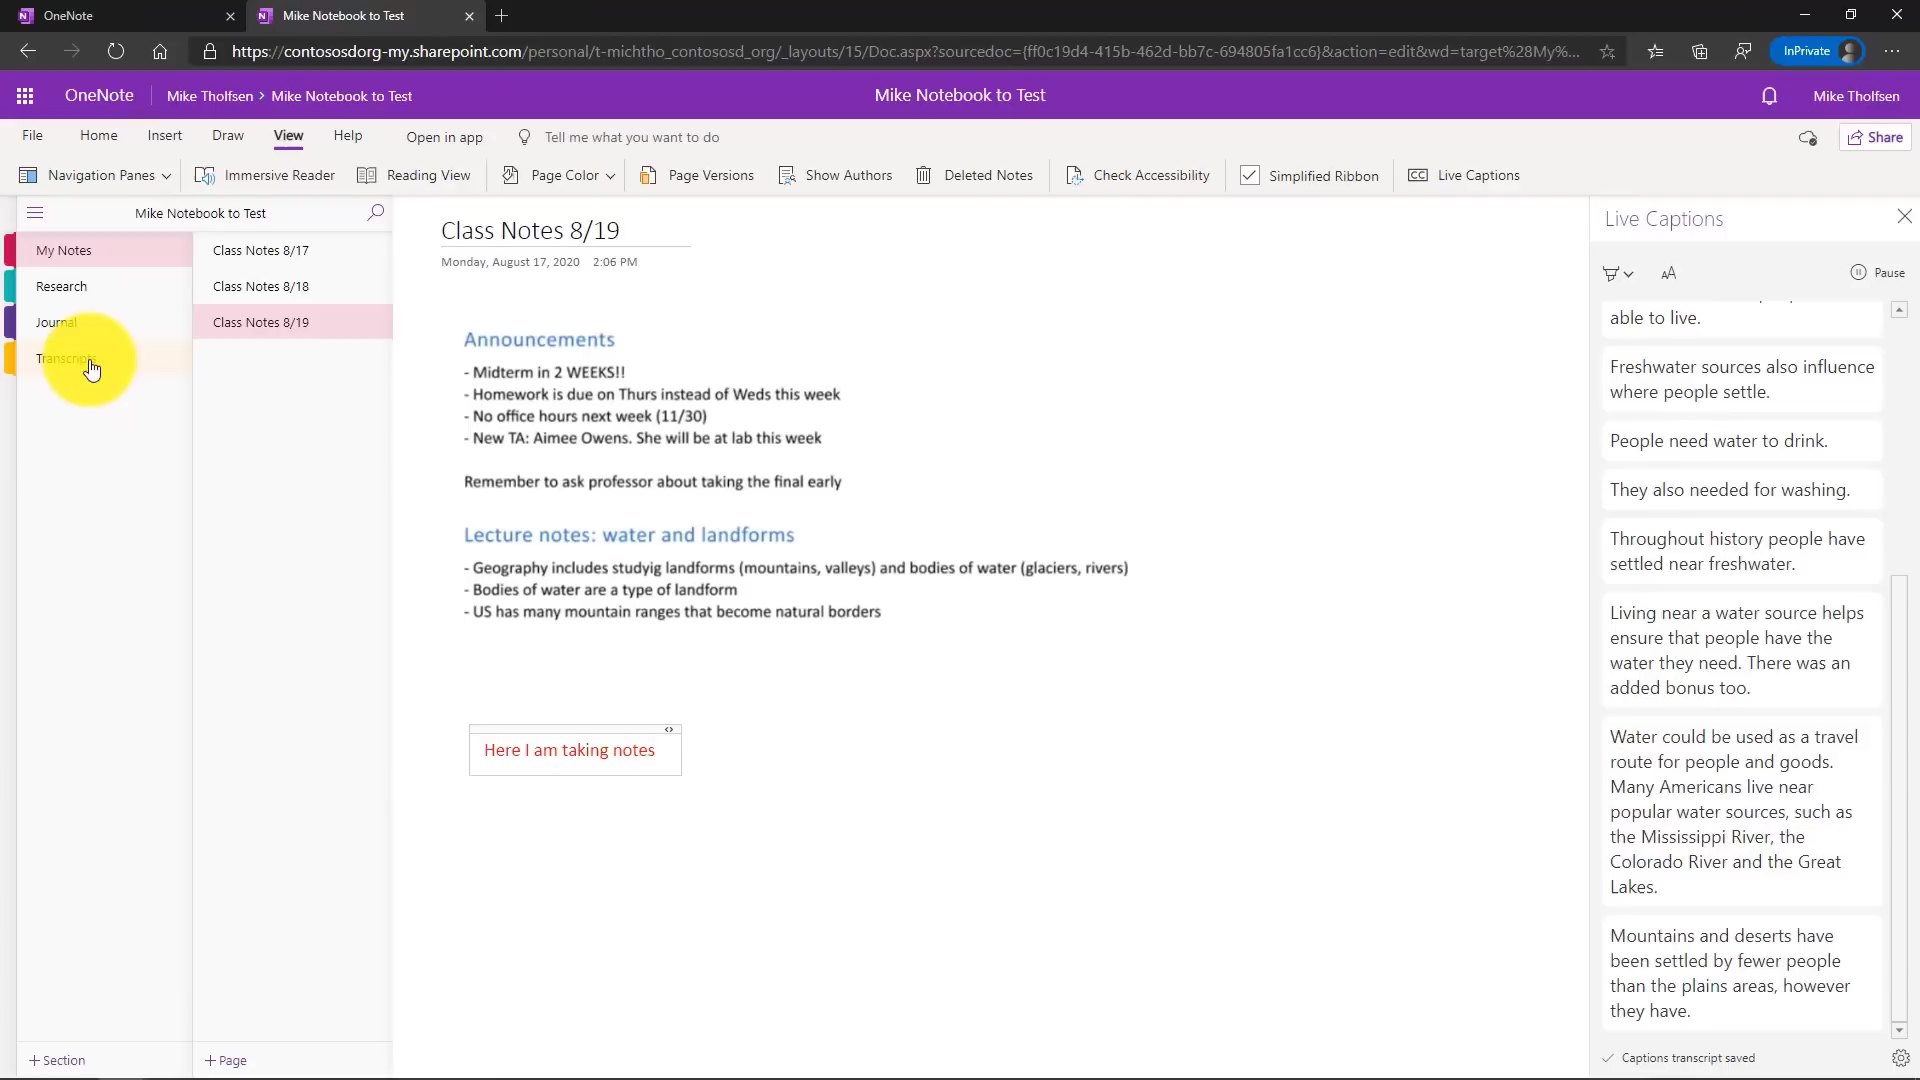 OneNote
Mike Notebook to Test
https://contososdorg-my.sharepoint.com/personal/t-michtho_contososd_org/_layouts/15/Doc.aspx?sourcedoc={ff0c19d4-415b-462d-bb7c-694805fa1cc6}&action=edit&wd=target%28My%...
InPrivate
OneNote
Mike Tholfsen > Mike Notebook to Test
Mike Notebook to Test
Mike Tholfsen
File
Home
Insert
Draw
View
Help
Open in app
Tell me what you want to do
Share
Navigation Panes
Immersive Reader
Reading View
Page Color
Page Versions
Show Authors
Deleted Notes
Check Accessibility
Simplified Ribbon
CC
Live Captions
Mike Notebook to Test
My Notes
Research
Journal
Transcripts
+ Section
Class Notes 8/17
Class Notes 8/18
Class Notes 8/19
+ Page
Class Notes 8/19
Monday, August 17, 2020 2:06 PM
Announcements
- Midterm in 2 WEEKS!!
- Homework is due on Thurs instead of Weds this week
- No office hours next week (11/30)
- New TA: Aimee Owens. She will be at lab this week
Remember to ask professor about taking the final early
Lecture notes: water and landforms
- Geography includes studyig landforms (mountains, valleys) and bodies of water (glaciers, rivers)
- Bodies of water are a type of landform
- US has many mountain ranges that become natural borders
Here I am taking notes
Live Captions
AA
Pause
able to live.
Freshwater sources also influence
where people settle.
People need water to drink.
They also needed for washing.
Throughout history people have
settled near freshwater.
Living near a water source helps
ensure that people have the
water they need. There was an
added bonus too.
Water could be used as a travel
route for people and goods.
Many Americans live near
popular water sources, such as
the Mississippi River, the
Colorado River and the Great
Lakes.
Mountains and deserts have
been settled by fewer people
than the plains areas, however
they have.
Captions transcript saved